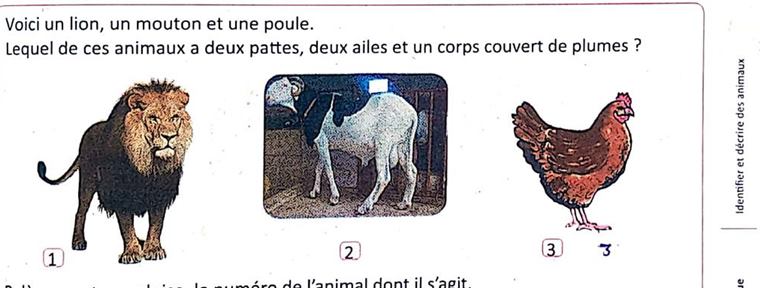 Voici un lion, un mouton et une poule.
Lequel de ces animaux a deux pattes, deux ailes et un corps couvert de plumes ?
1
2
3
3
numéro de l'animal dont il s'agit.
Identifier et décrire des animaux